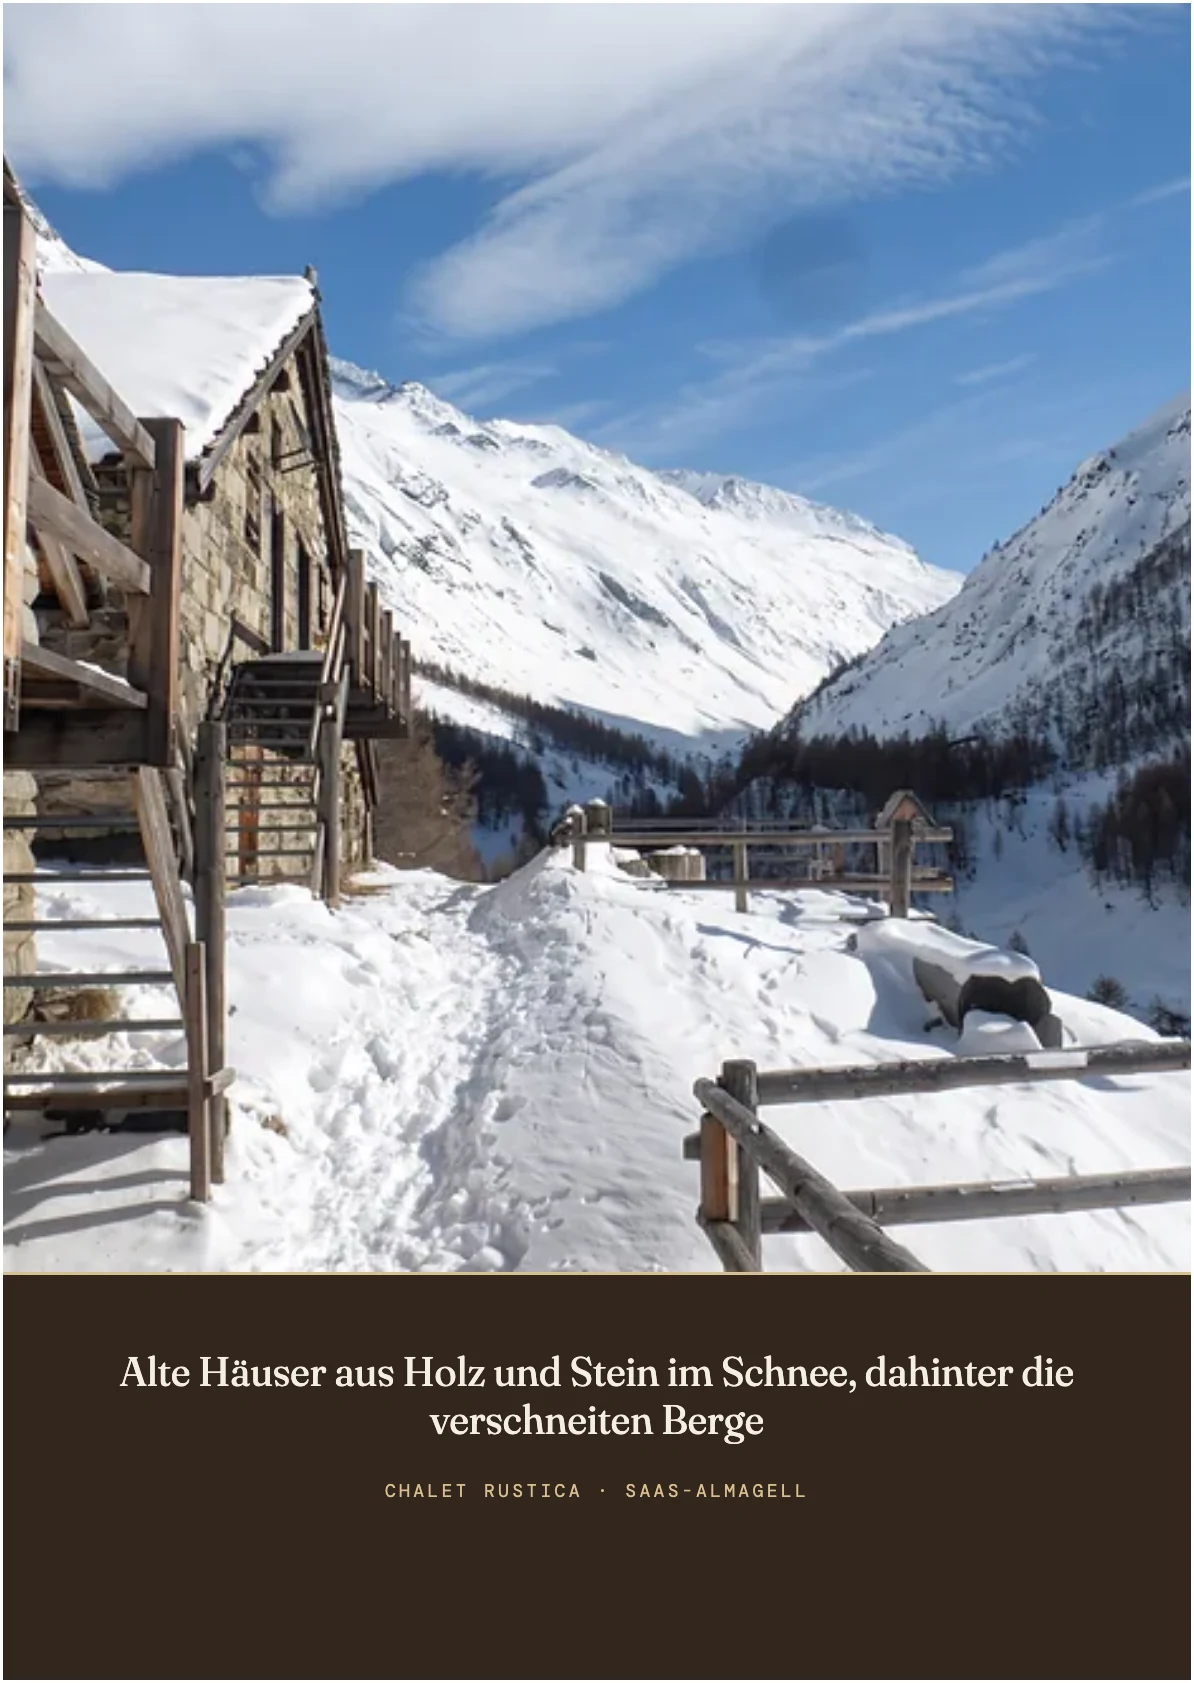 Alte Häuser aus Holz und Stein im Schnee, dahinter die
verschneiten Berge
CHALET RUSTICA · SAAS-ALMAGELL